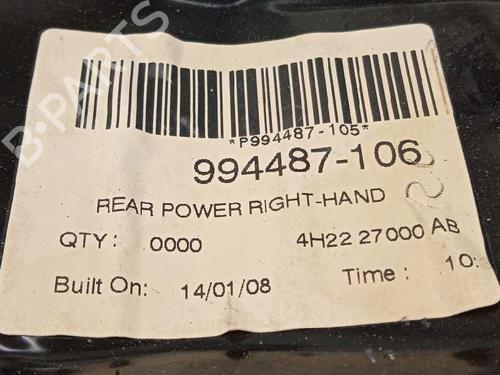 B-PARTS
*P994487-105*
994487-106
REAR POWER RIGHT-HAND
QTY: 0000 4H22 27000 AB
Built On: 14/01/08 Time: 10: